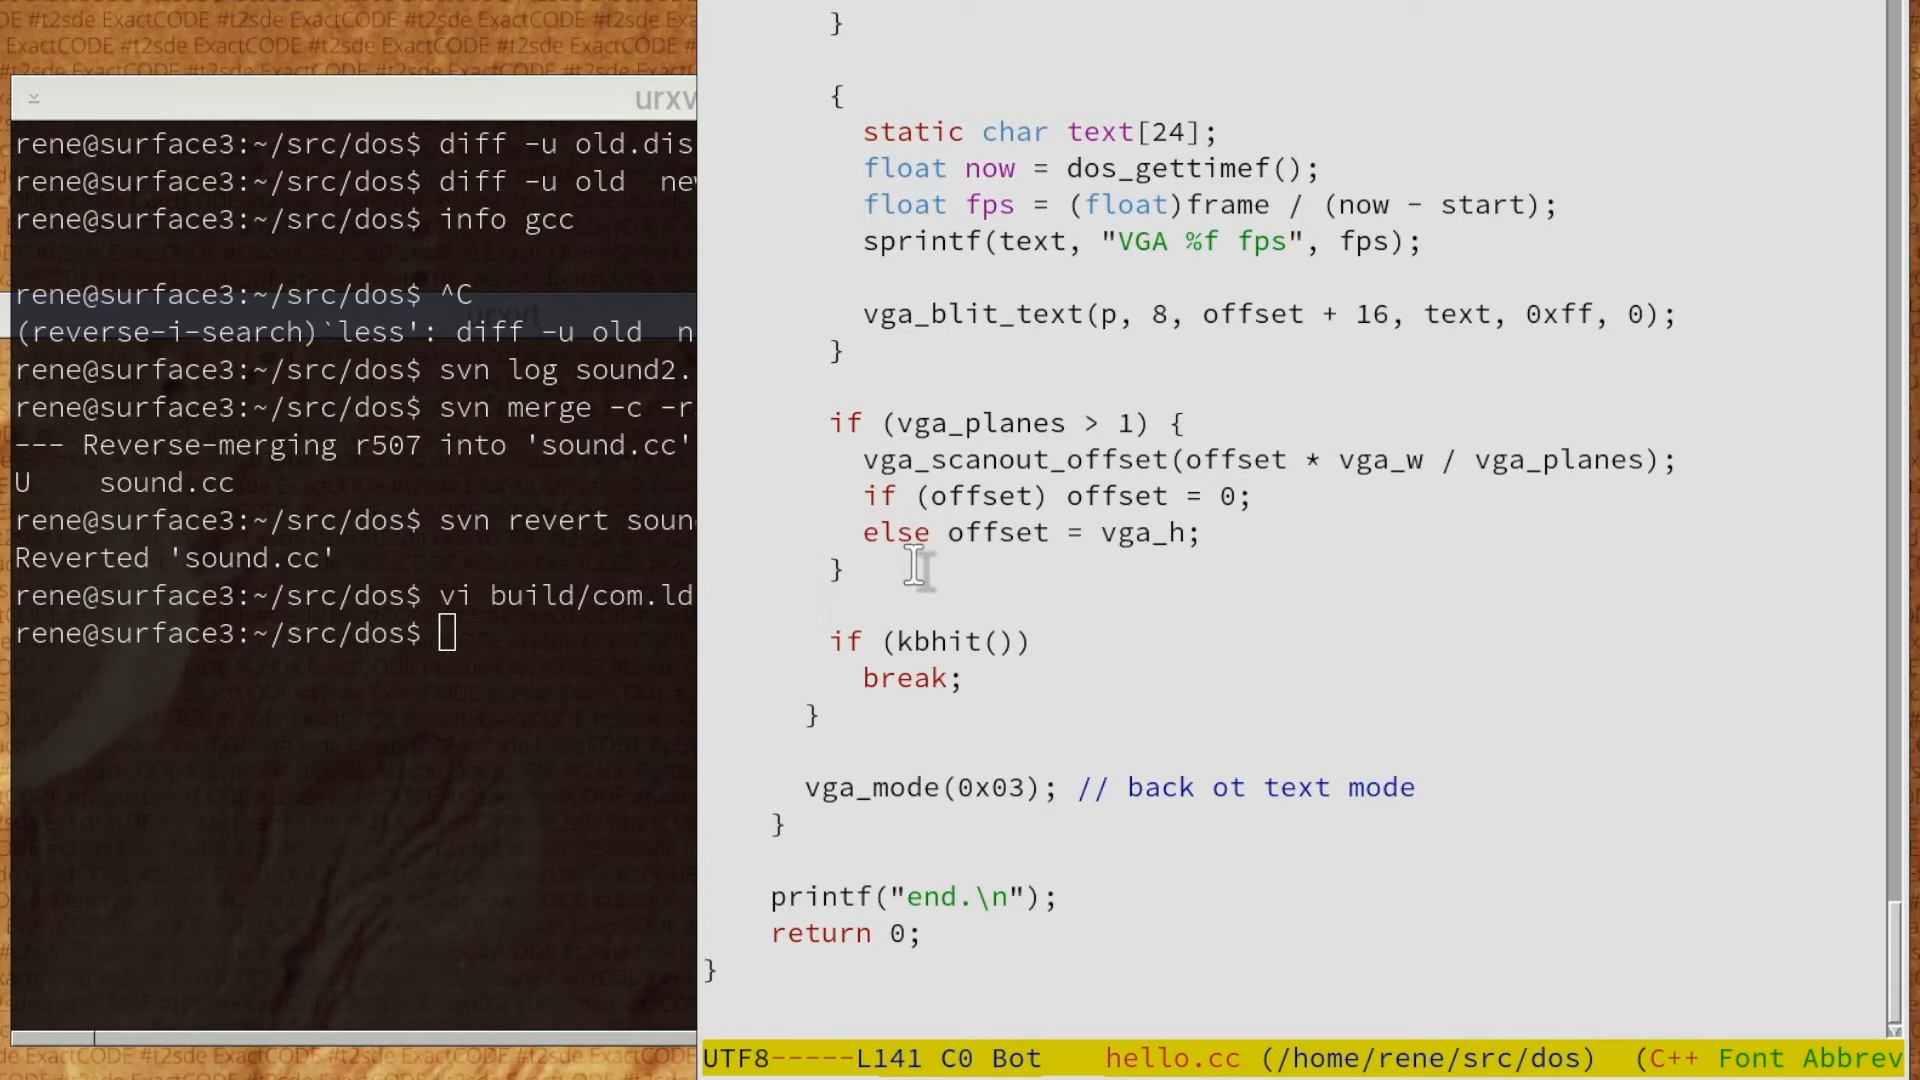 urxv
rene@surface3:~/src/dos$ diff -u old.dis
rene@surface3:~/src/dos$ diff -u old  new
rene@surface3:~/src/dos$ info gcc
rene@surface3:~/src/dos$ ^C
(reverse-i-search)`less': diff -u old  n
rene@surface3:~/src/dos$ svn log sound2.
rene@surface3:~/src/dos$ svn merge -c -r
--- Reverse-merging r507 into 'sound.cc'
U    sound.cc
rene@surface3:~/src/dos$ svn revert soun
Reverted 'sound.cc'
rene@surface3:~/src/dos$ vi build/com.ld
rene@surface3:~/src/dos$
}
{
static char text[24];
float now = dos_gettimef();
float fps = (float)frame / (now - start);
sprintf(text, "VGA %f fps", fps);
vga_blit_text(p, 8, offset + 16, text, 0xff, 0);
}
if (vga_planes > 1) {
vga_scanout_offset(offset * vga_w / vga_planes);
if (offset) offset = 0;
else offset = vga_h;
}
if (kbhit())
break;
}
vga_mode(0x03); // back ot text mode
}
printf("end.\n");
return 0;
}
UTF8-----L141 C0 Bot    hello.cc (/home/rene/src/dos)  (C++ Font Abbrev